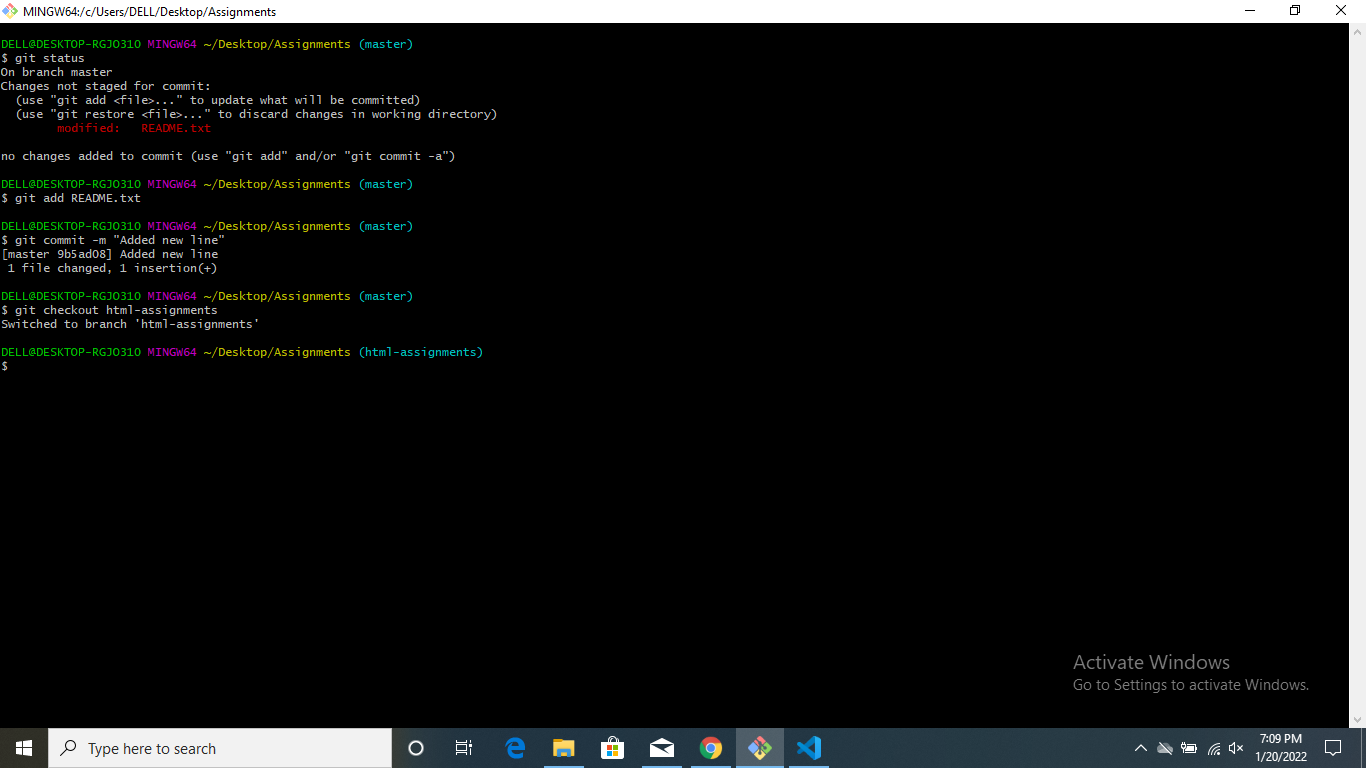 MINGW64:/c/Users/DELL/Desktop/Assignments
DELL@DESKTOP-RGJO31O MINGW64 ~/Desktop/Assignments (master)
$ git status
On branch master
Changes not staged for commit:
  (use "git add <file>..." to update what will be committed)
  (use "git restore <file>..." to discard changes in working directory)
        modified:   README.txt
no changes added to commit (use "git add" and/or "git commit -a")
DELL@DESKTOP-RGJO31O MINGW64 ~/Desktop/Assignments (master)
$ git add README.txt
DELL@DESKTOP-RGJO31O MINGW64 ~/Desktop/Assignments (master)
$ git commit -m "Added new line"
[master 9b5ad08] Added new line
 1 file changed, 1 insertion(+)
DELL@DESKTOP-RGJO31O MINGW64 ~/Desktop/Assignments (master)
$ git checkout html-assignments
Switched to branch 'html-assignments'
DELL@DESKTOP-RGJO31O MINGW64 ~/Desktop/Assignments (html-assignments)
$
Activate Windows
Go to Settings to activate Windows.
Type here to search
7:09 PM
1/20/2022